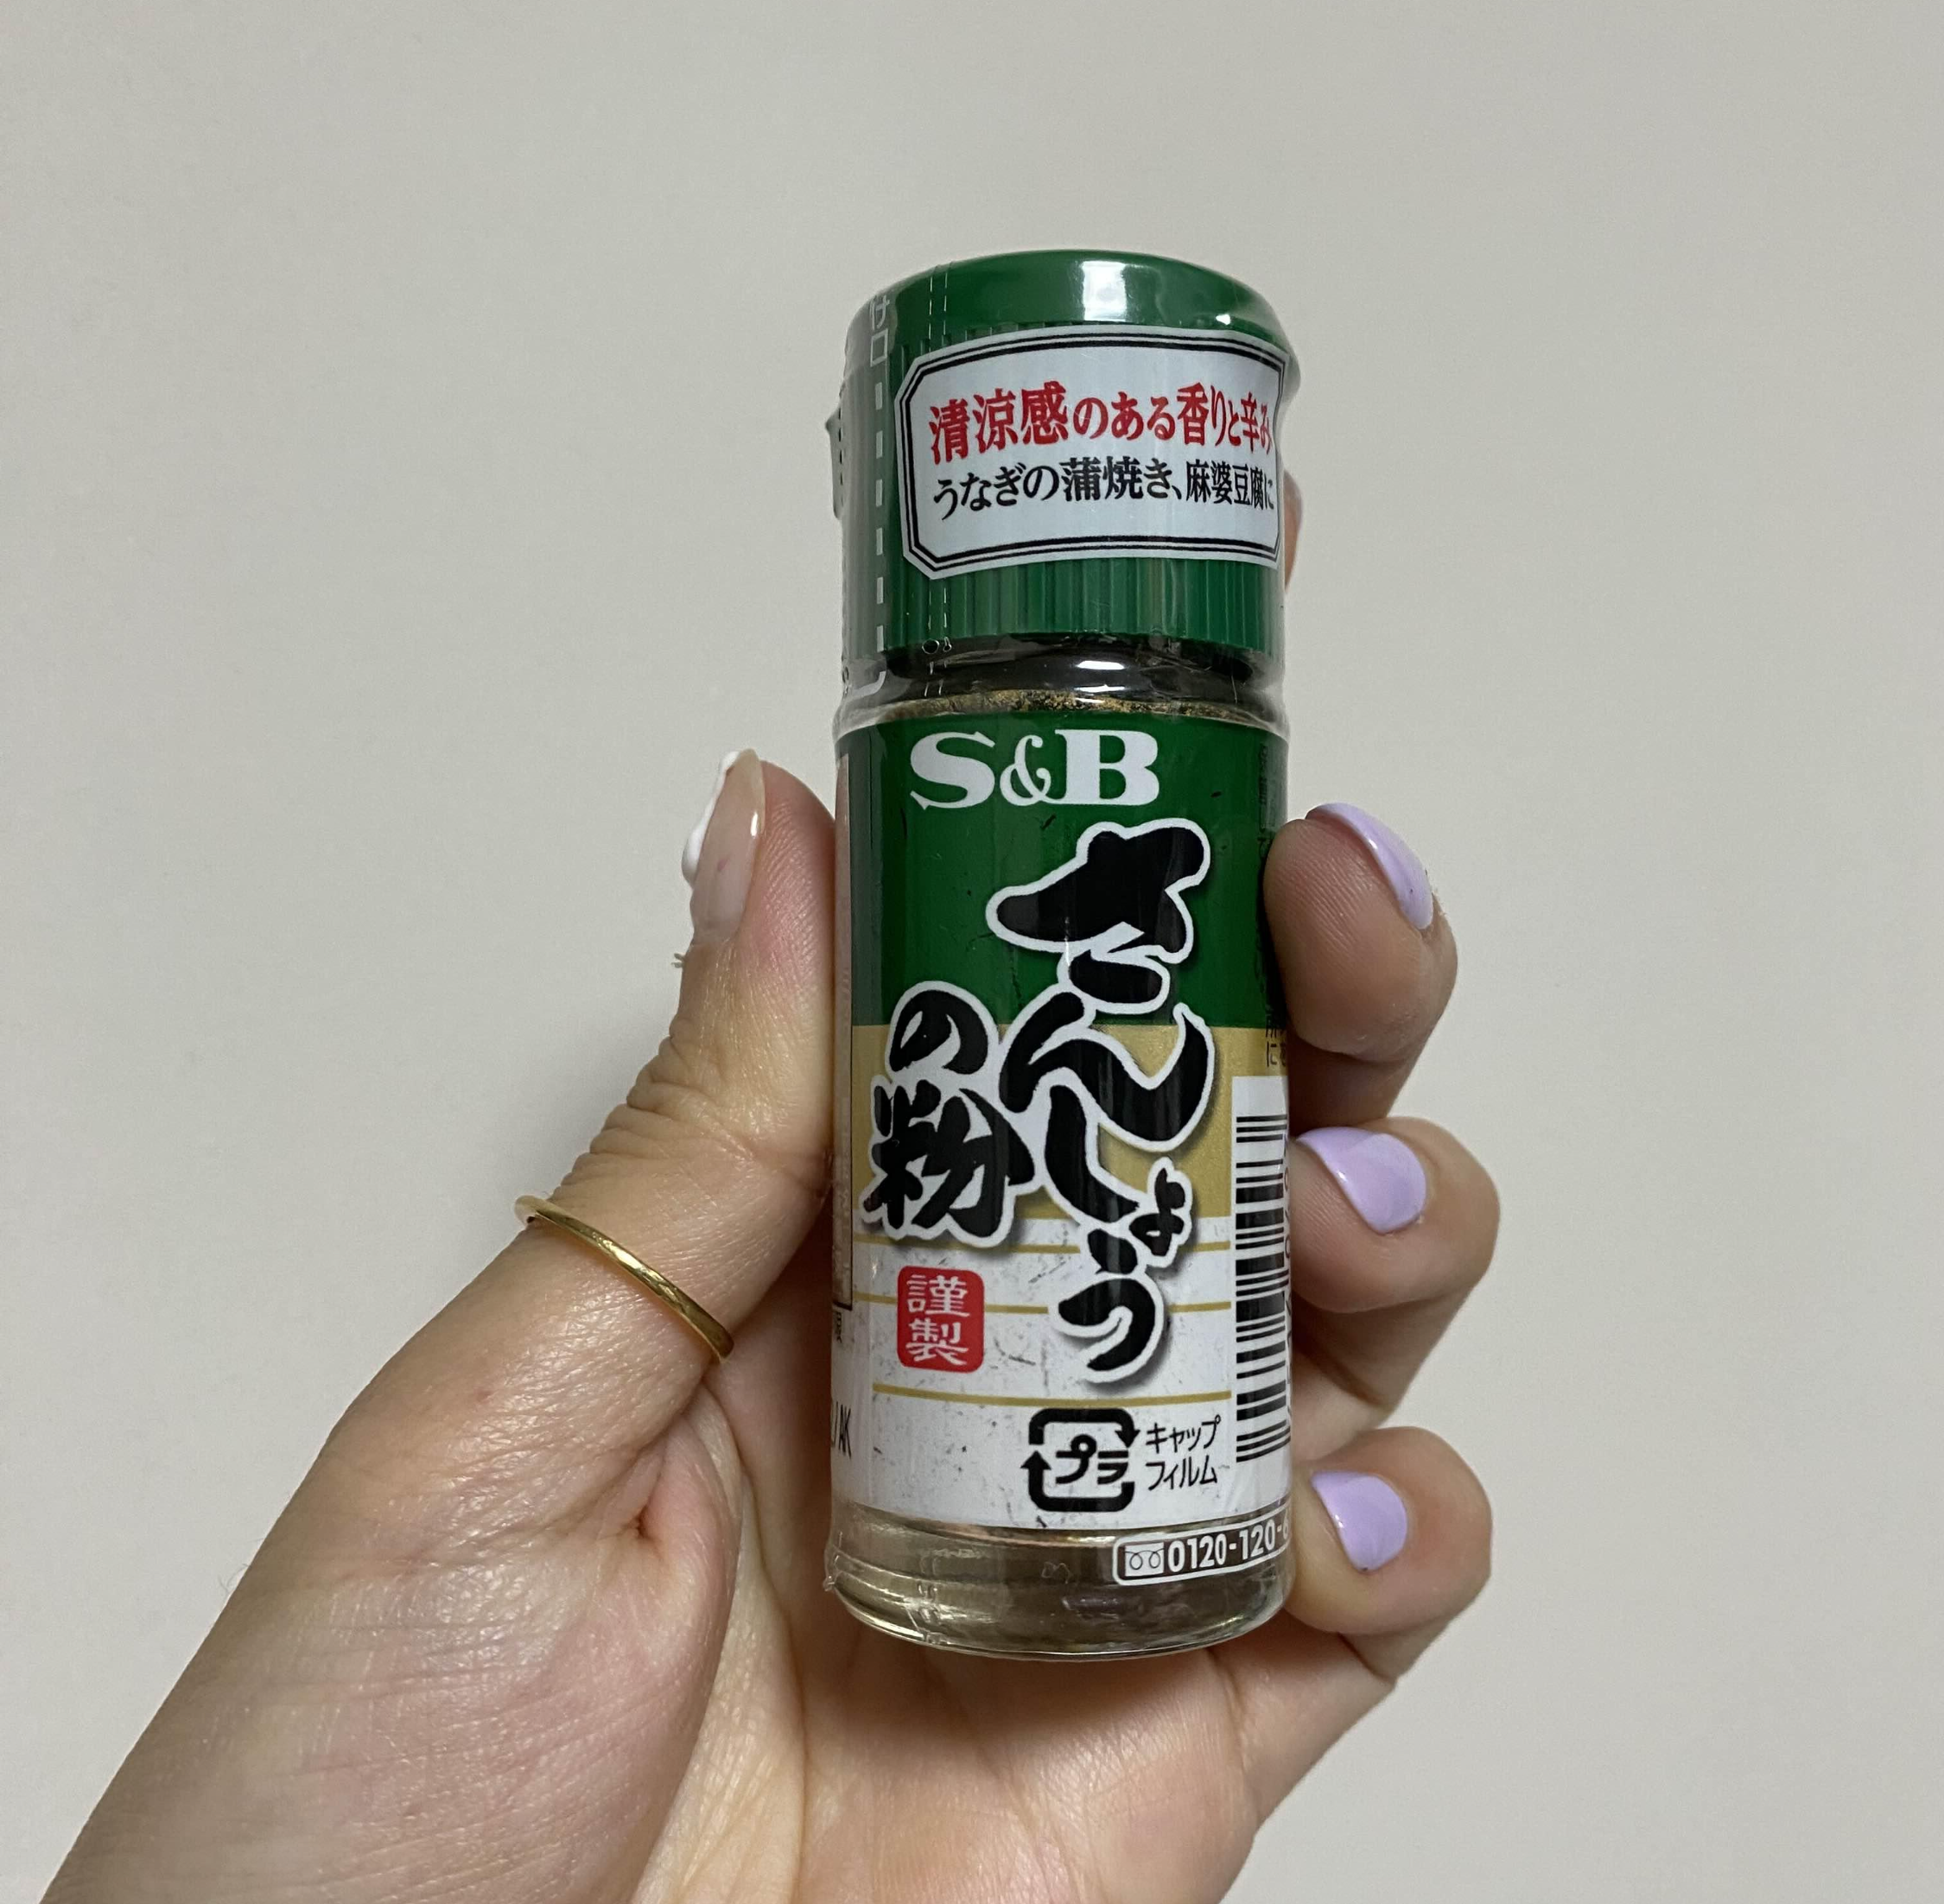 清涼感のある香りと辛み
うなぎの蒲焼き、麻婆豆腐に
S&B
さんしょう
の粉
謹製
プラ
キャップ
フィルム
0120-120-